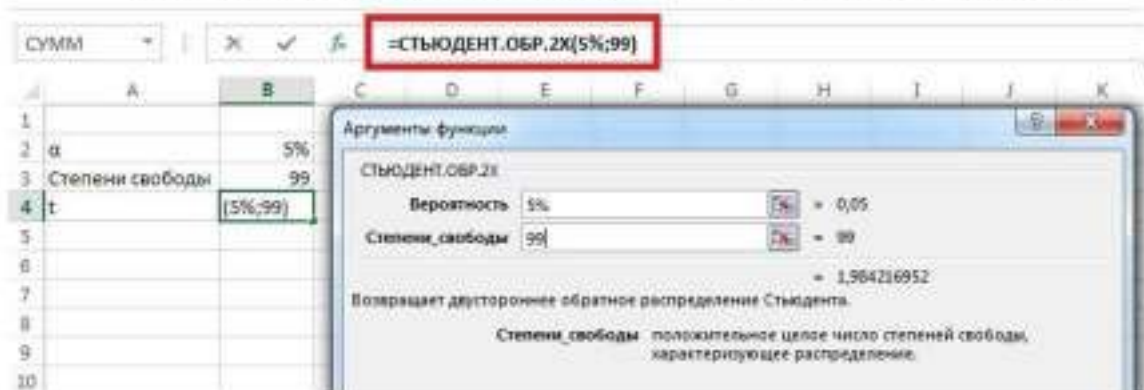 СУММ =СТЬЮДЕНТ.ОБР.2Х(5%;99)
A B C D E F G H I J K
1
2 α 5%
3 Степени свободы 99
4 t (5%;99)
5
6
7
8
9
10
Аргументы функции
СТЬЮДЕНТ.ОБР.2Х
Вероятность 5% = 0,05
Степени_свободы 99 = 99
= 1,984216952
Возвращает двустороннее обратное распределение Стьюдента.
Степени_свободы положительное целое число степеней свободы,
характеризующее распределение.